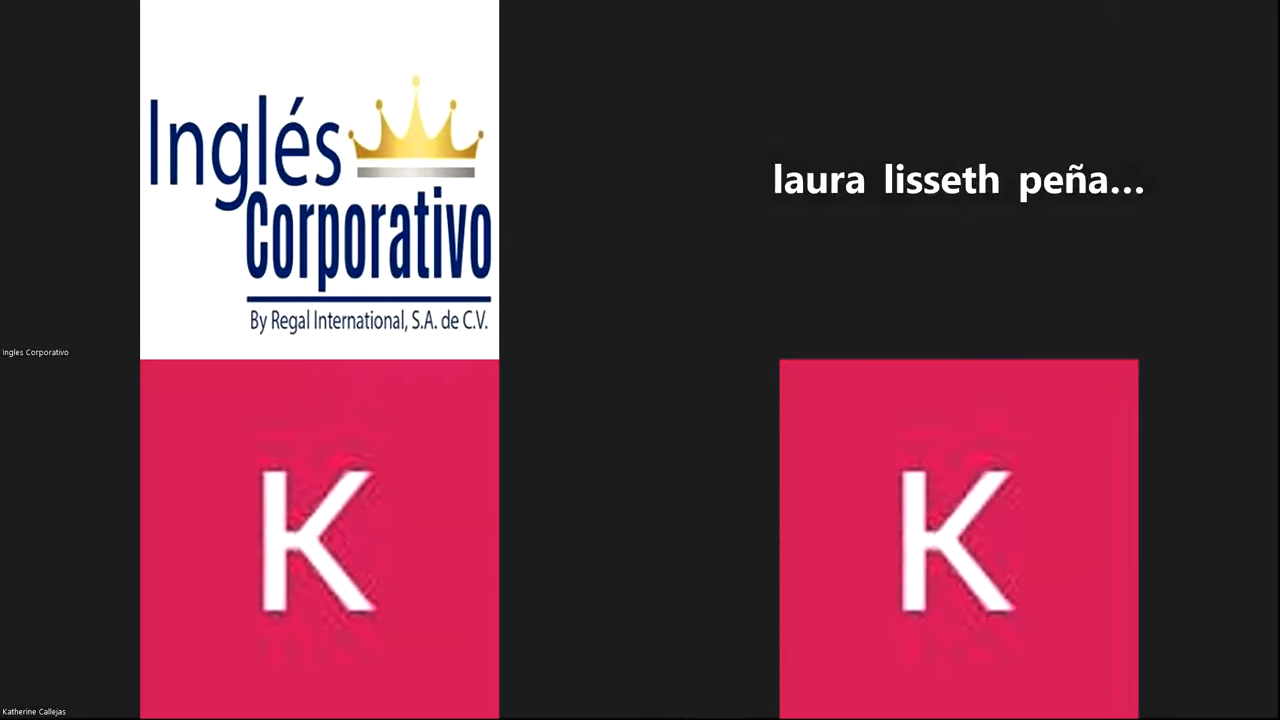 Inglés
Corporativo
By Regal International, S.A. de C.V.
laura lisseth peña...
Ingles Corporativo
K
K
Katherine Callejas